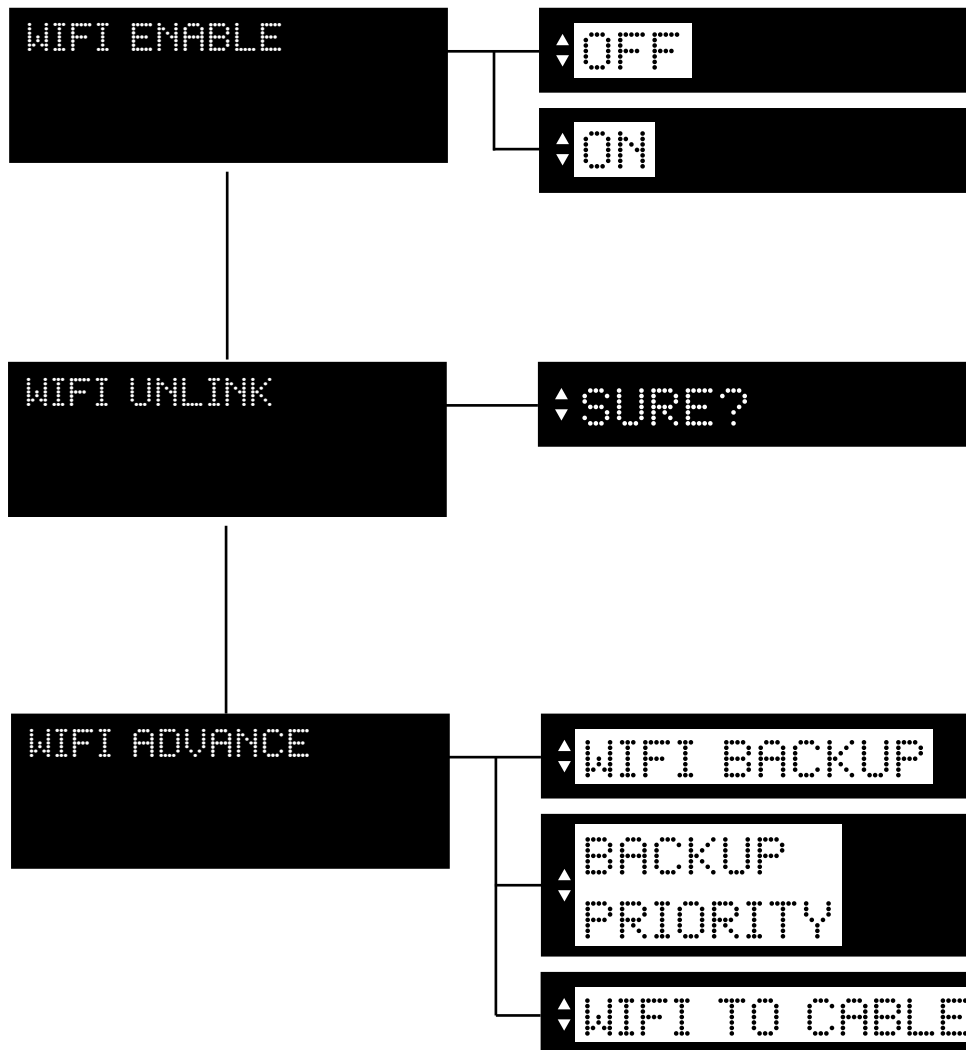 WIFI ENABLE
OFF
ON
WIFI UNLINK
SURE?
WIFI ADVANCE
WIFI BACKUP
BACKUP
PRIORITY
WIFI TO CABLE